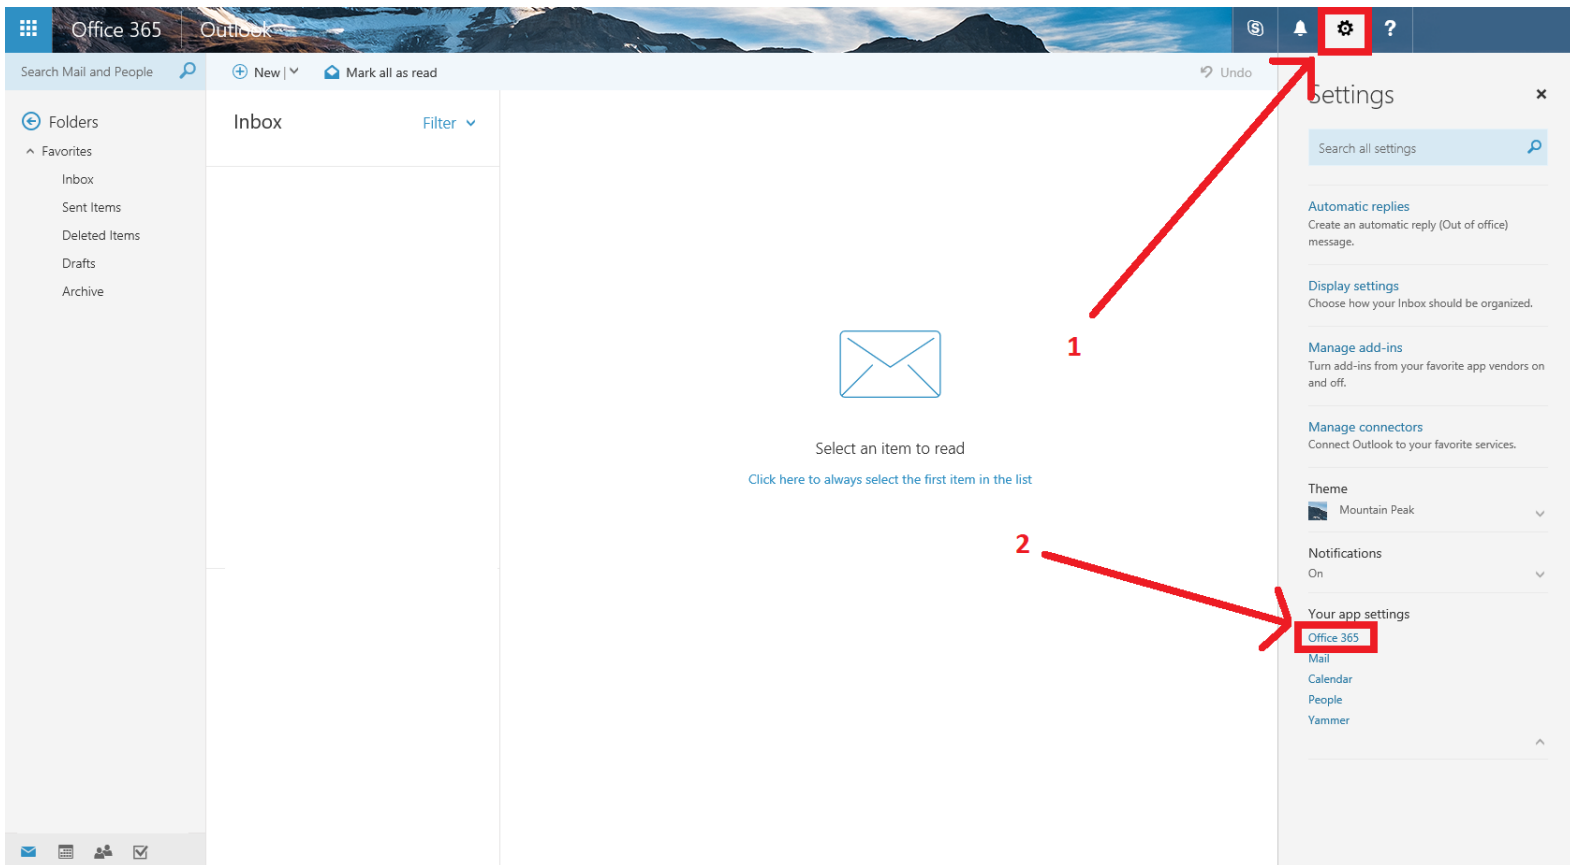 Office 365
Outlook
?
Search Mail and People
New
Mark all as read
Undo
Folders
Favorites
Inbox
Sent Items
Deleted Items
Drafts
Archive
Inbox
Filter
Select an item to read
Click here to always select the first item in the list
1
2
Settings
Search all settings
Automatic replies
Create an automatic reply (Out of office)
message.
Display settings
Choose how your Inbox should be organized.
Manage add-ins
Turn add-ins from your favorite app vendors on
and off.
Manage connectors
Connect Outlook to your favorite services.
Theme
Mountain Peak
Notifications
On
Your app settings
Office 365
Mail
Calendar
People
Yammer